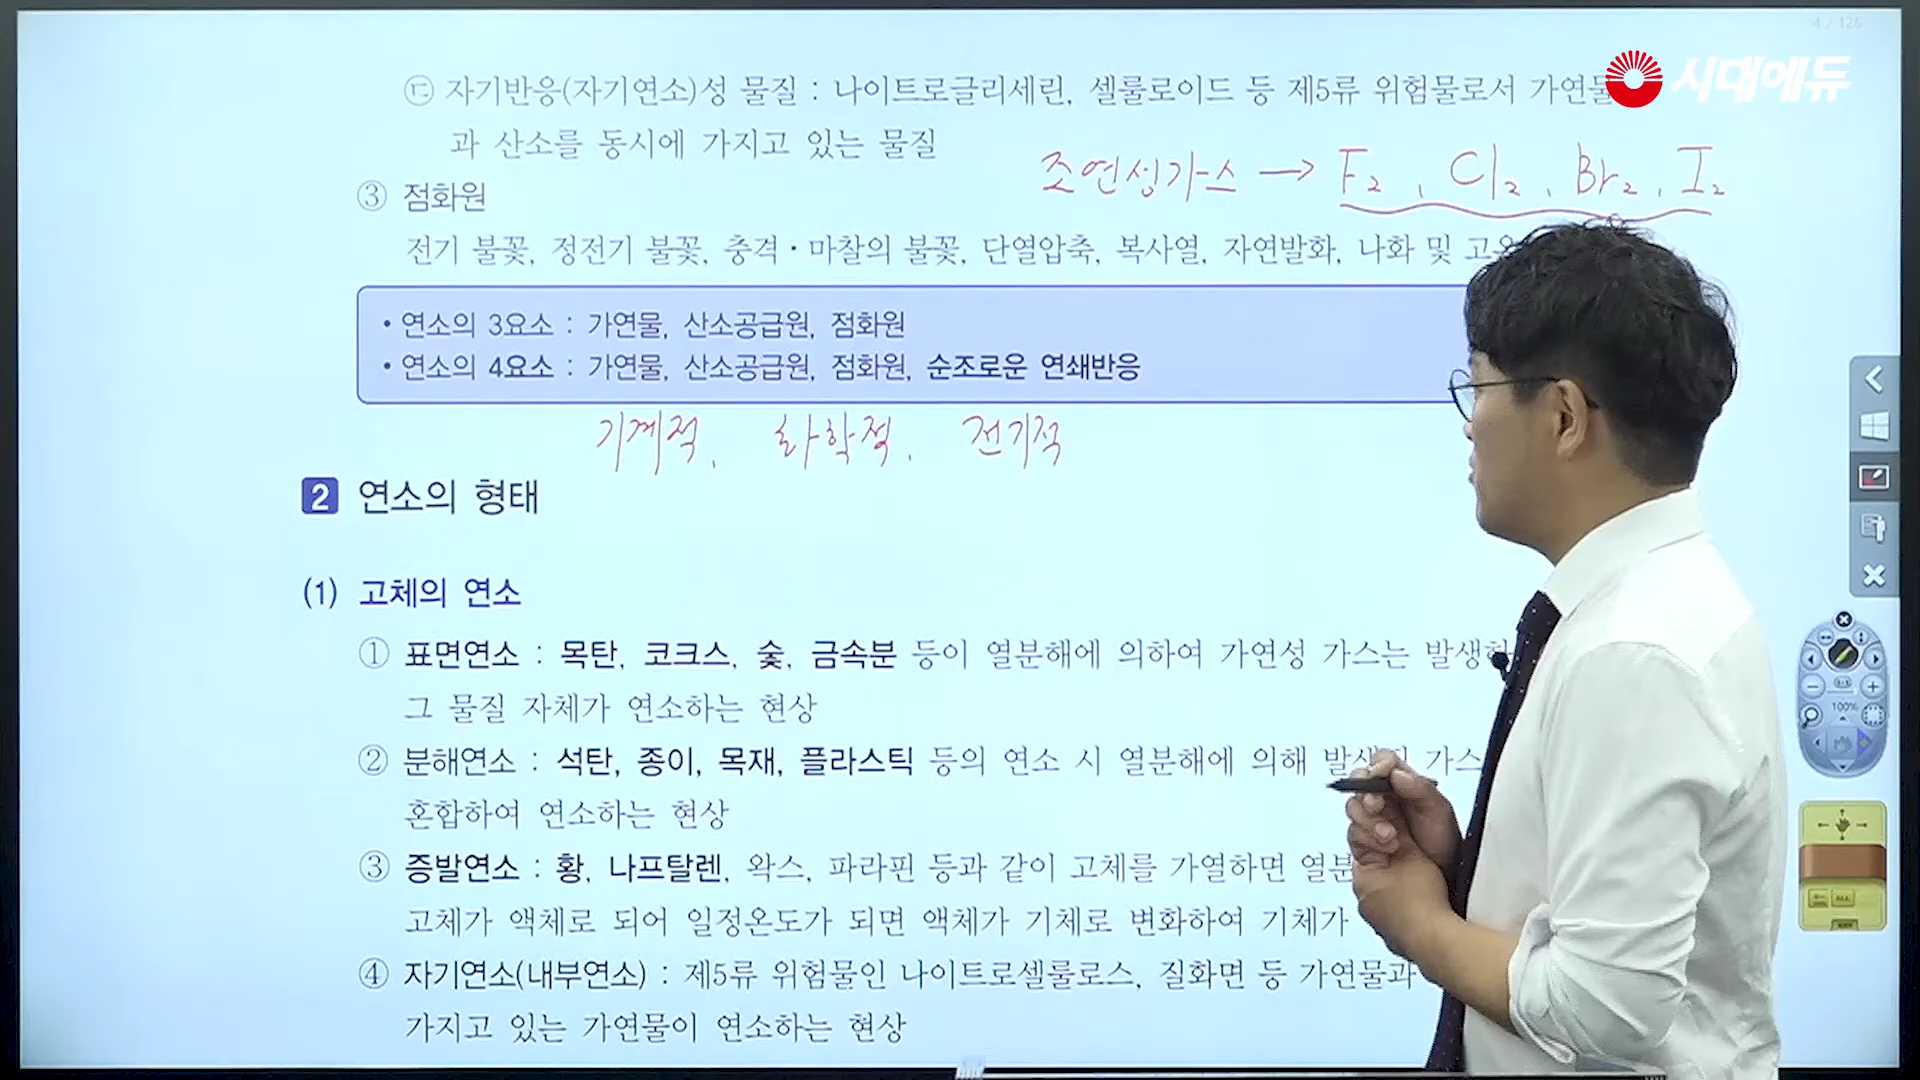 4 / 126
시대에듀
㉢ 자기반응(자기연소)성 물질 : 나이트로글리세린, 셀룰로이드 등 제5류 위험물로서 가연물
과 산소를 동시에 가지고 있는 물질
조연성가스 → F₂, Cl₂, Br₂, I₂
③ 점화원
전기 불꽃, 정전기 불꽃, 충격·마찰의 불꽃, 단열압축, 복사열, 자연발화, 나화 및
• 연소의 3요소 : 가연물, 산소공급원, 점화원
• 연소의 4요소 : 가연물, 산소공급원, 점화원, 순조로운 연쇄반응
기계적, 화학적, 전기적
2 연소의 형태
(1) 고체의 연소
① 표면연소 : 목탄, 코크스, 숯, 금속분 등이 열분해에 의하여 가연성 가스는
그 물질 자체가 연소하는 현상
② 분해연소 : 석탄, 종이, 목재, 플라스틱 등의 연소 시 열분해에 의해 가스
혼합하여 연소하는 현상
③ 증발연소 : 황, 나프탈렌, 왁스, 파라핀 등과 같이 고체를 가열하면
고체가 액체로 되어 일정온도가 되면 액체가 기체로 변화하여 기체가
④ 자기연소(내부연소) : 제5류 위험물인 나이트로셀룰로스, 질화면 등 가연물과
가지고 있는 가연물이 연소하는 현상
100%
ALL